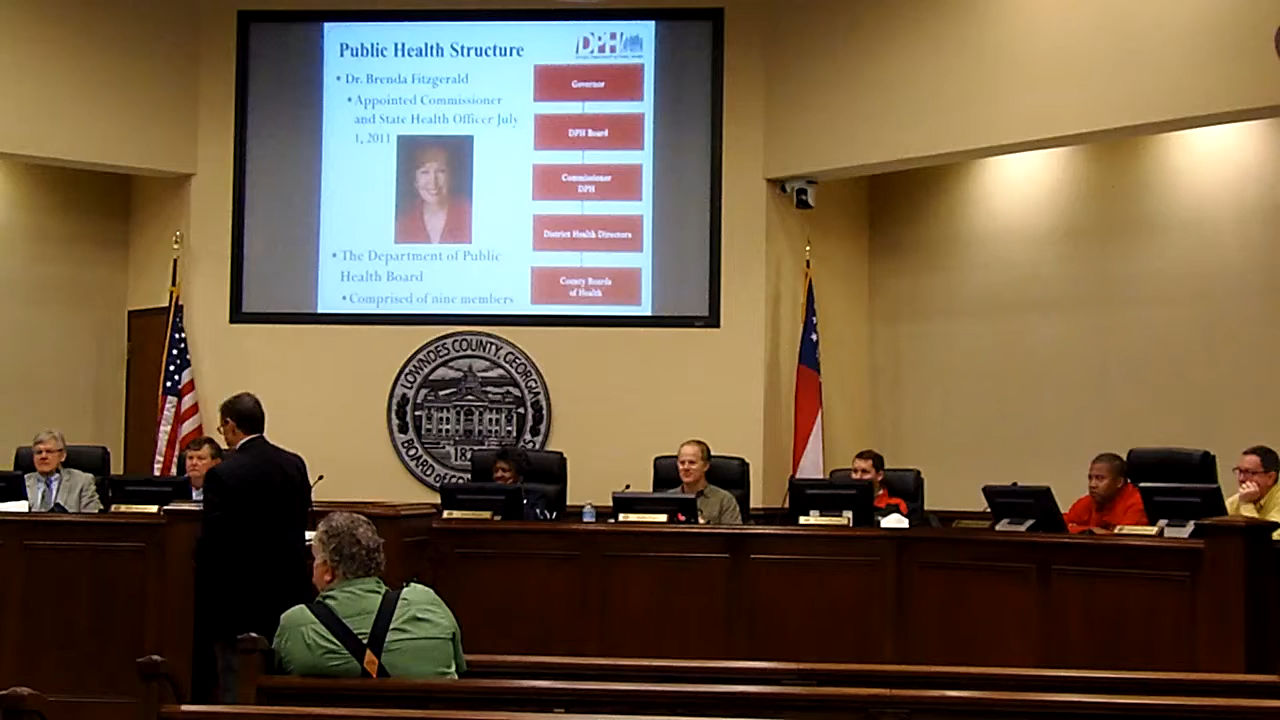 Public Health Structure
DPH
• Dr. Brenda Fitzgerald
• Appointed Commissioner
and State Health Officer July
1, 2011
• The Department of Public
Health Board
• Comprised of nine members
Governor
DPH Board
Commissioner
DPH
District Health Directors
County Boards
of Health
LOWNDES COUNTY, GEORGIA
BOARD OF